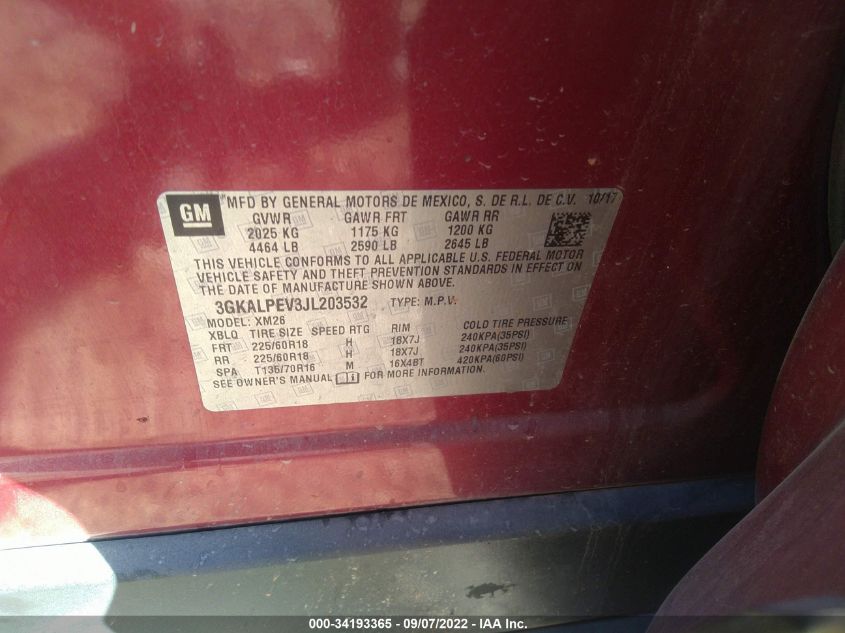 GM
MFD BY GENERAL MOTORS DE MEXICO, S. DE R.L. DE C.V. 10/17
GVWR GAWR FRT GAWR RR
2025 KG 1175 KG 1200 KG
4464 LB 2590 LB 2645 LB
THIS VEHICLE CONFORMS TO ALL APPLICABLE U.S. FEDERAL MOTOR
VEHICLE SAFETY AND THEFT PREVENTION STANDARDS IN EFFECT ON
THE DATE OF MANUFACTURE SHOWN ABOVE.
3GKALPEV3JL203532 TYPE: M.P.V.
MODEL: XM26
XBLQ TIRE SIZE SPEED RTG RIM COLD TIRE PRESSURE
FRT 225/60R18 H 18X7J 240KPA(35PSI)
RR 225/60R18 H 18X7J 240KPA(35PSI)
SPA T135/70R16 M 16X4BT 420KPA(60PSI)
SEE OWNER'S MANUAL FOR MORE INFORMATION.
000-34193365 - 09/07/2022 - IAA Inc.